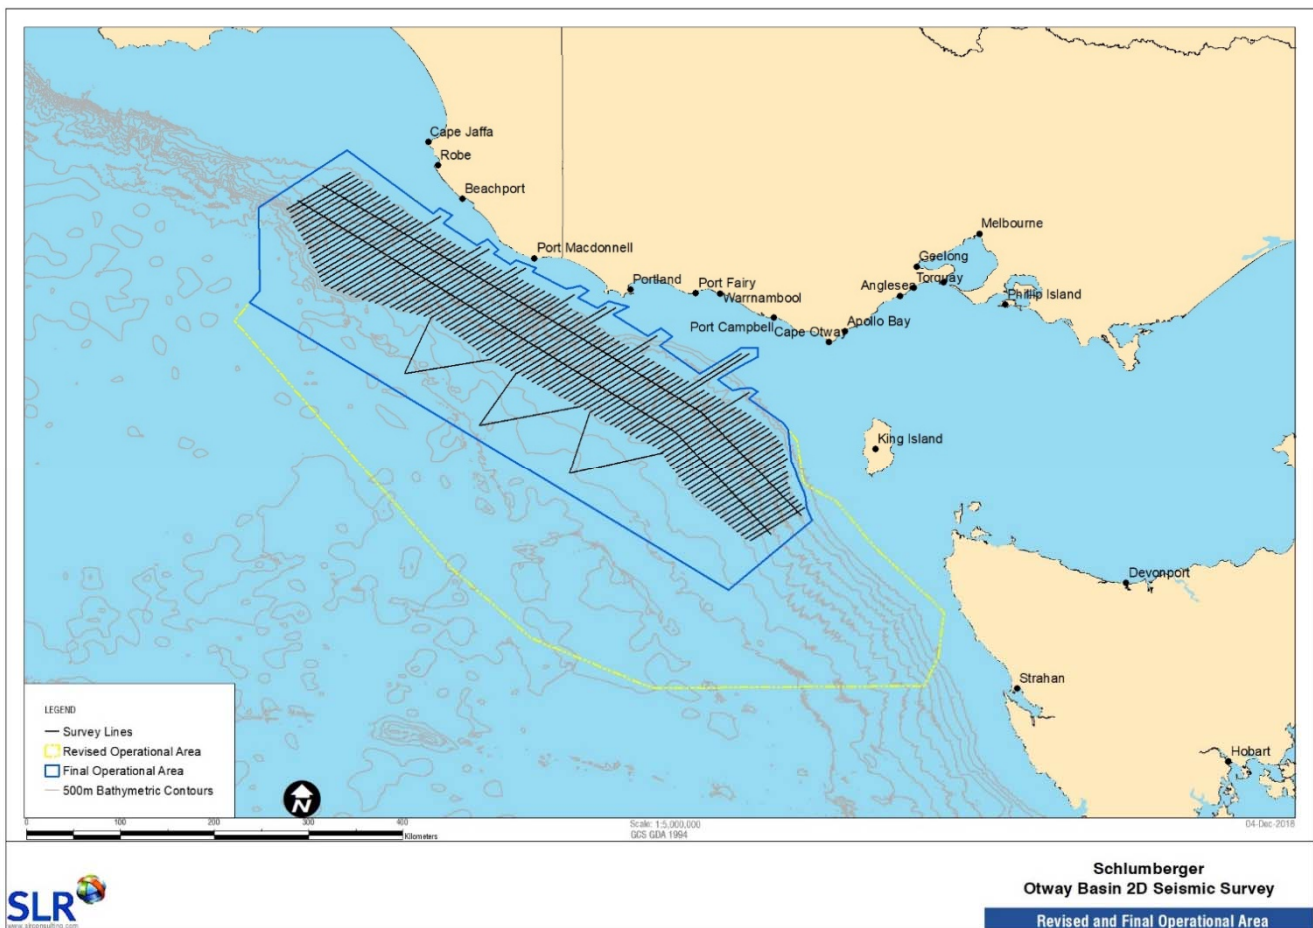 Cape Jaffa
Robe
Beachport
Port Macdonnell
Portland
Port Fairy
Warrnambool
Port Campbell
Cape Otway
Apollo Bay
Anglesea
Torquay
Geelong
Melbourne
Phillip Island
King Island
Devonport
Strahan
Hobart
LEGEND
Survey Lines
Revised Operational Area
Final Operational Area
500m Bathymetric Contours
N
0 100 200 300 400
Kilometers
Scale: 1:5,000,000
GCS GDA 1994
04-Dec-2018
SLR
www.slrconsulting.com
Schlumberger
Otway Basin 2D Seismic Survey
Revised and Final Operational Area